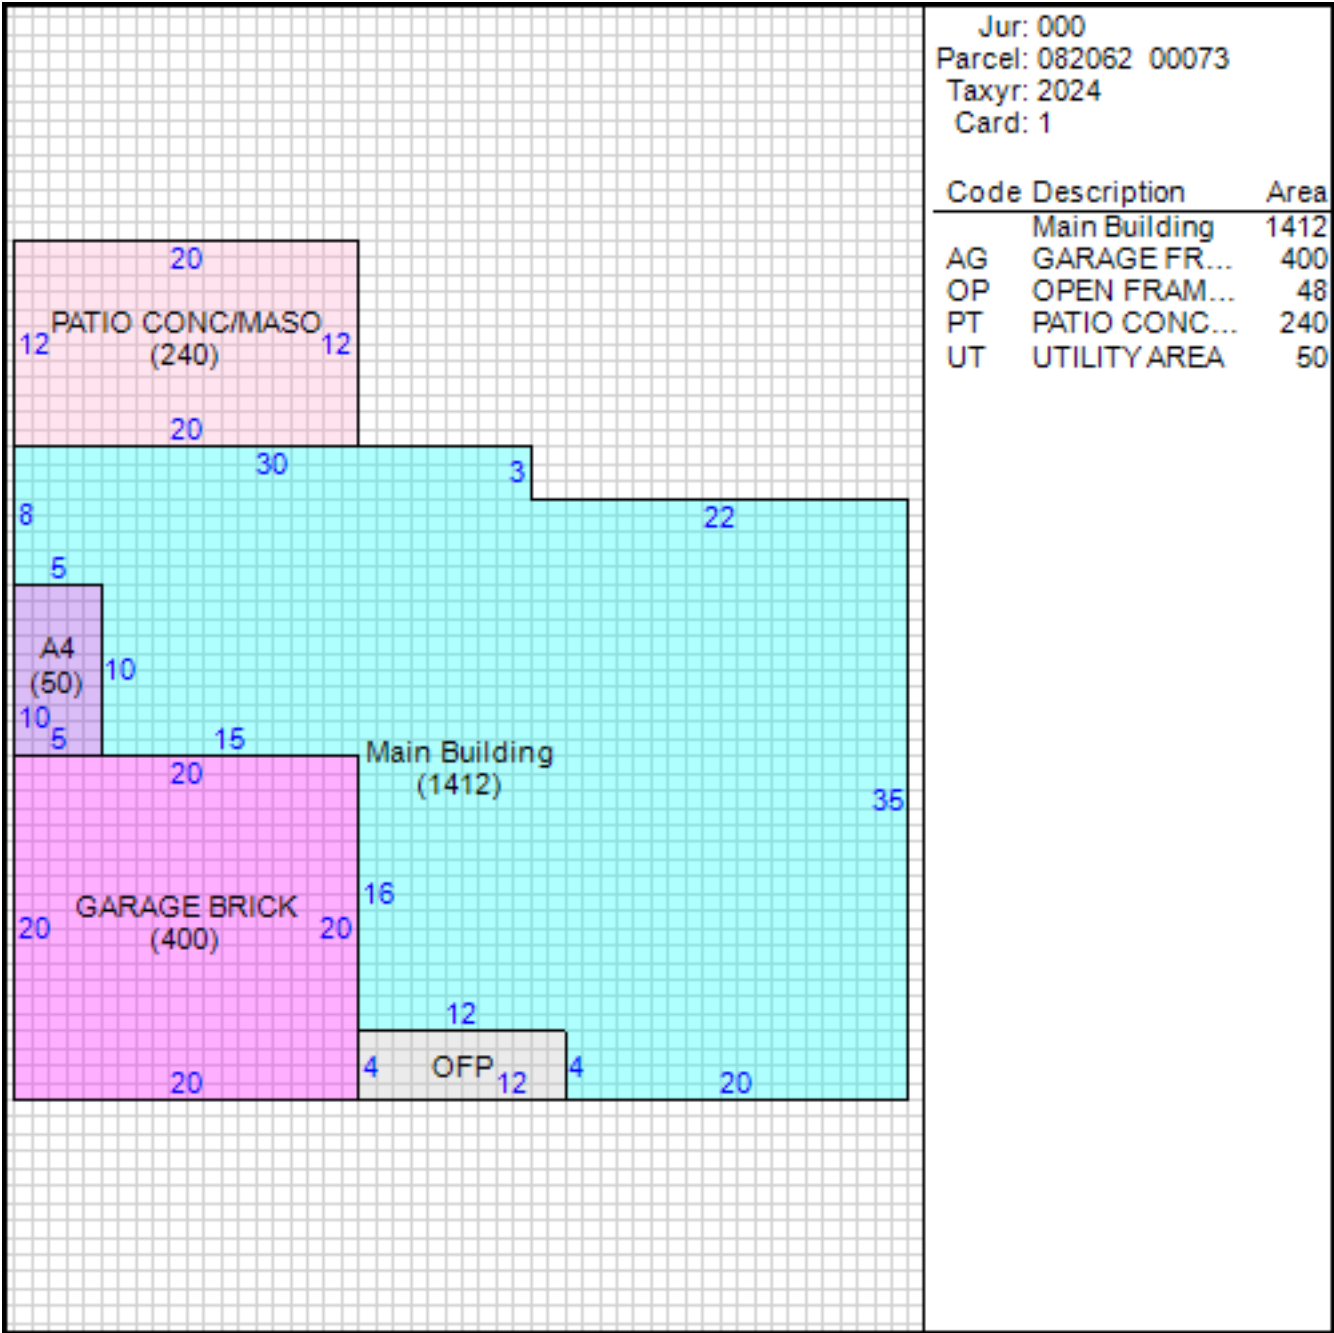 Jur: 000
Parcel: 082062 00073
Taxyr: 2024
Card: 1
Code Description Area
Main Building 1412
AG GARAGE FR... 400
OP OPEN FRAM... 48
PT PATIO CONC... 240
UT UTILITY AREA 50
20
PATIO CONC/MASO
12 12
(240)
20
30 3
8 22
5
A4
10
(50)
10
5 15
Main Building
20 (1412)
35
16
GARAGE BRICK
20 20
(400)
12
4 OFP 4
20 12 20